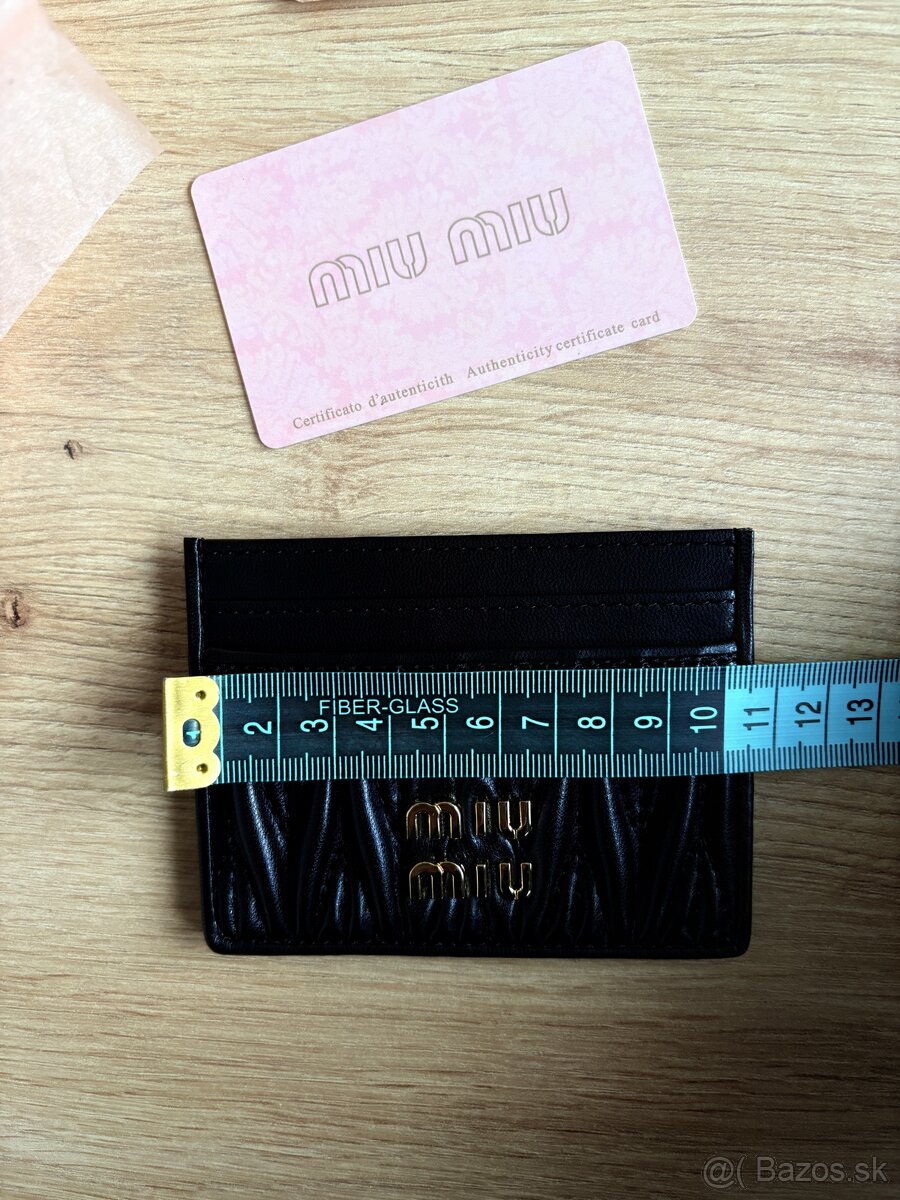 MIU MIU
Certificato d'autenticith Authenticity certificate card
FIBER-GLASS
1 2 3 4 5 6 7 8 9 10 11 12 13
MIU
MIU
@( Bazos.sk